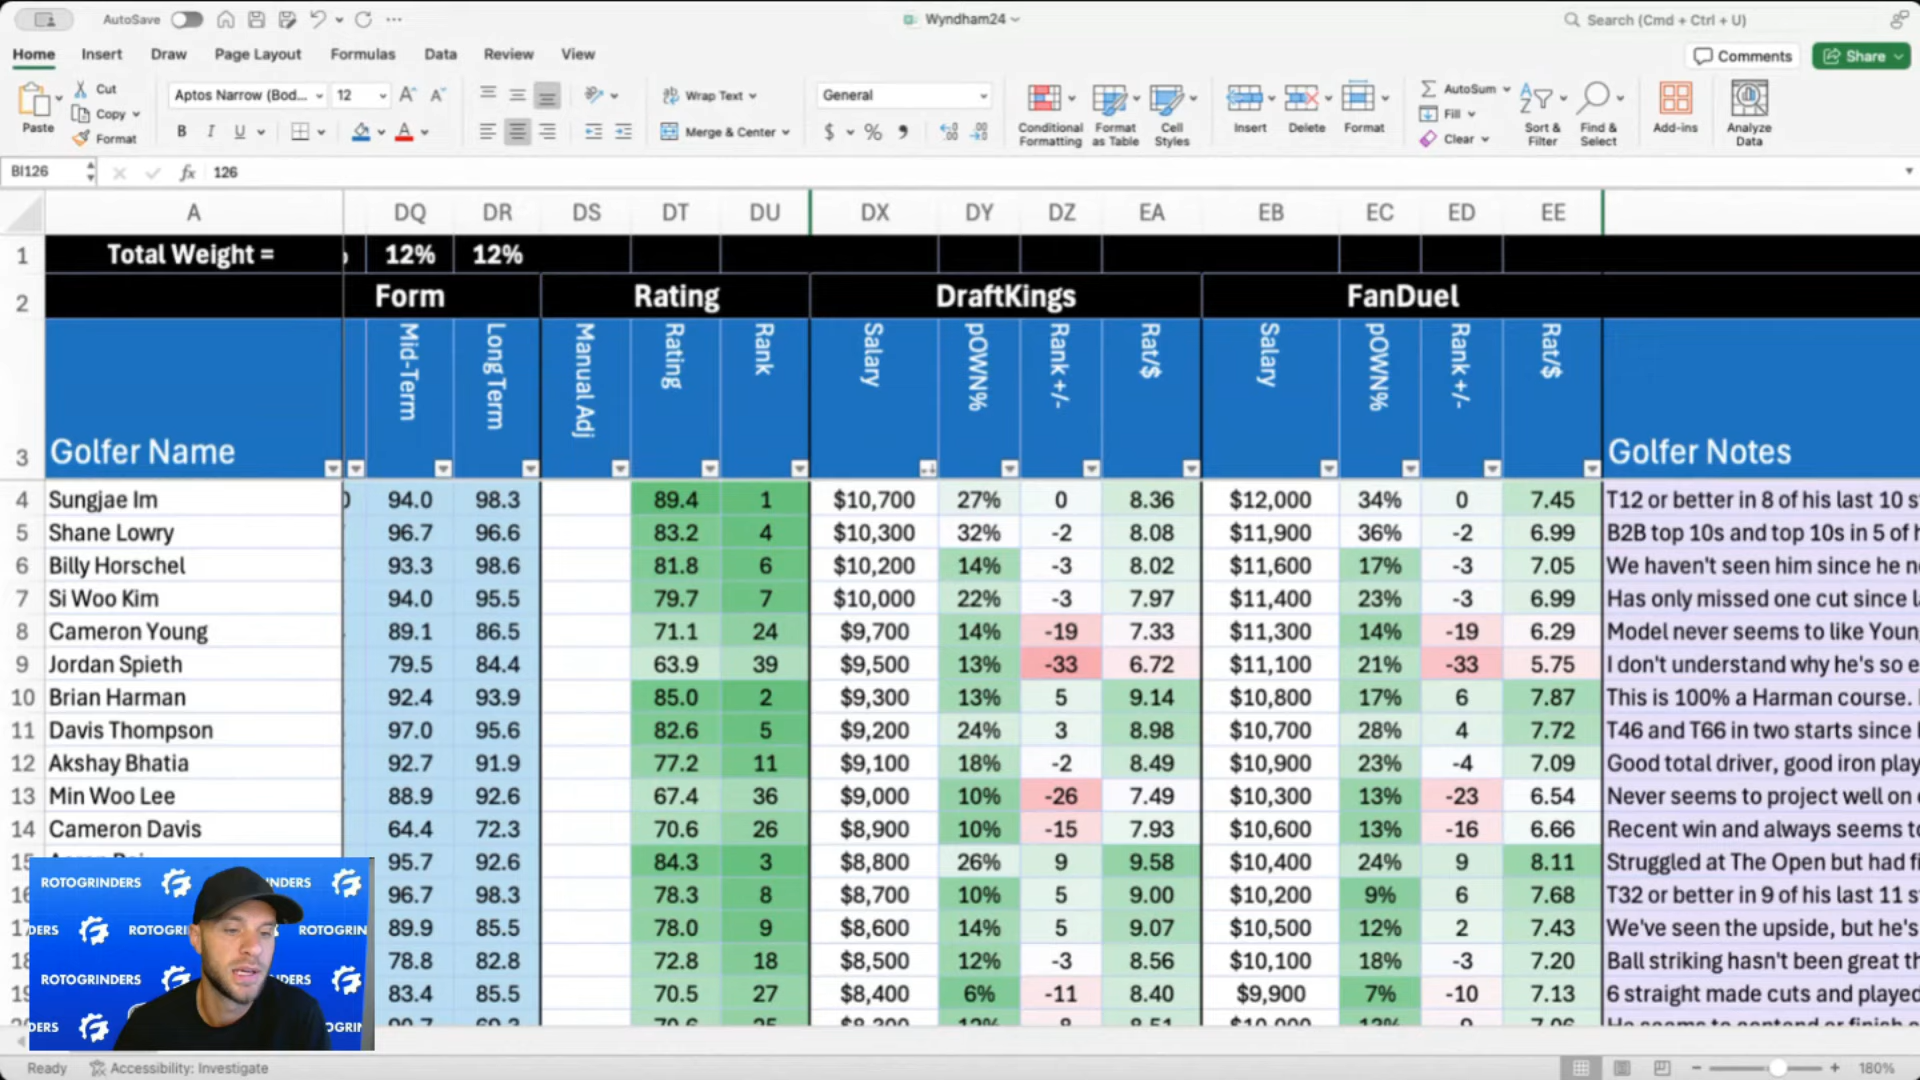 AutoSave
Wyndham24
Search (Cmd + Ctrl + U)
Home Insert Draw Page Layout Formulas Data Review View
Comments Share
Paste Cut Copy Format
Aptos Narrow (Bod... 12
B I U
Wrap Text
Merge & Center
General
$ %
Conditional Formatting
Format as Table
Cell Styles
Insert Delete Format
AutoSum
Fill
Clear
Sort & Filter
Find & Select
Add-ins
Analyze Data
BI126 fx 126
A DQ DR DS DT DU DX DY DZ EA EB EC ED EE
1 Total Weight = 12% 12%
2 Form Rating DraftKings FanDuel
3 Golfer Name Mid-Term Long Term Manual Adj Rating Rank Salary pOWN% Rank +/- Rat/$ Salary pOWN% Rank +/- Rat/$ Golfer Notes
4 Sungjae Im 94.0 98.3 89.4 1 $10,700 27% 0 8.36 $12,000 34% 0 7.45 T12 or better in 8 of his last 10
5 Shane Lowry 96.7 96.6 83.2 4 $10,300 32% -2 8.08 $11,900 36% -2 6.99 B2B top 10s and top 10s in 5 of
6 Billy Horschel 93.3 98.6 81.8 6 $10,200 14% -3 8.02 $11,600 17% -3 7.05 We haven't seen him since he
7 Si Woo Kim 94.0 95.5 79.7 7 $10,000 22% -3 7.97 $11,400 23% -3 6.99 Has only missed one cut since
8 Cameron Young 89.1 86.5 71.1 24 $9,700 14% -19 7.33 $11,300 14% -19 6.29 Model never seems to like Youn
9 Jordan Spieth 79.5 84.4 63.9 39 $9,500 13% -33 6.72 $11,100 21% -33 5.75 I don't understand why he's so
10 Brian Harman 92.4 93.9 85.0 2 $9,300 13% 5 9.14 $10,800 17% 6 7.87 This is 100% a Harman course.
11 Davis Thompson 97.0 95.6 82.6 5 $9,200 24% 3 8.98 $10,700 28% 4 7.72 T46 and T66 in two starts since
12 Akshay Bhatia 92.7 91.9 77.2 11 $9,100 18% -2 8.49 $10,900 23% -4 7.09 Good total driver, good iron play
13 Min Woo Lee 88.9 92.6 67.4 36 $9,000 10% -26 7.49 $10,300 13% -23 6.54 Never seems to project well on
14 Cameron Davis 64.4 72.3 70.6 26 $8,900 10% -15 7.93 $10,600 13% -16 6.66 Recent win and always seems to
15 95.7 92.6 84.3 3 $8,800 26% 9 9.58 $10,400 24% 9 8.11 Struggled at The Open but had
16 96.7 98.3 78.3 8 $8,700 10% 5 9.00 $10,200 9% 6 7.68 T32 or better in 9 of his last 11
17 89.9 85.5 78.0 9 $8,600 14% 5 9.07 $10,500 12% 2 7.43 We've seen the upside, but he's
18 78.8 82.8 72.8 18 $8,500 12% -3 8.56 $10,100 18% -3 7.20 Ball striking hasn't been great
19 83.4 85.5 70.5 27 $8,400 6% -11 8.40 $9,900 7% -10 7.13 6 straight made cuts and played
ROTOGRINDERS NDERS
DERS ROTOGRI ROTOGRIN
ROTOGRINDERS DERS
DERS OGRIN
Ready Accessibility: Investigate 180%